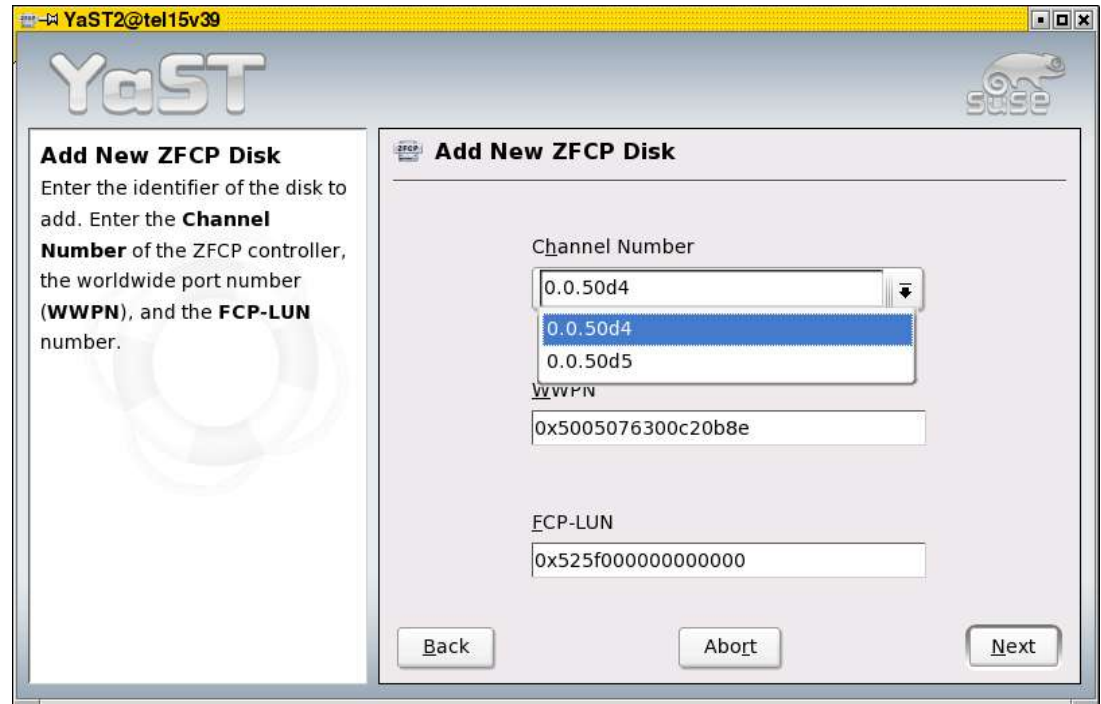 YaST2@tel15v39
YaST
SUSE
Add New ZFCP Disk
Enter the identifier of the disk to
add. Enter the Channel
Number of the ZFCP controller,
the worldwide port number
(WWPN), and the FCP-LUN
number.
ZFCP Add New ZFCP Disk
Channel Number
0.0.50d4
0.0.50d4
0.0.50d5
WWPN
0x5005076300c20b8e
FCP-LUN
0x525f000000000000
Back Abort Next